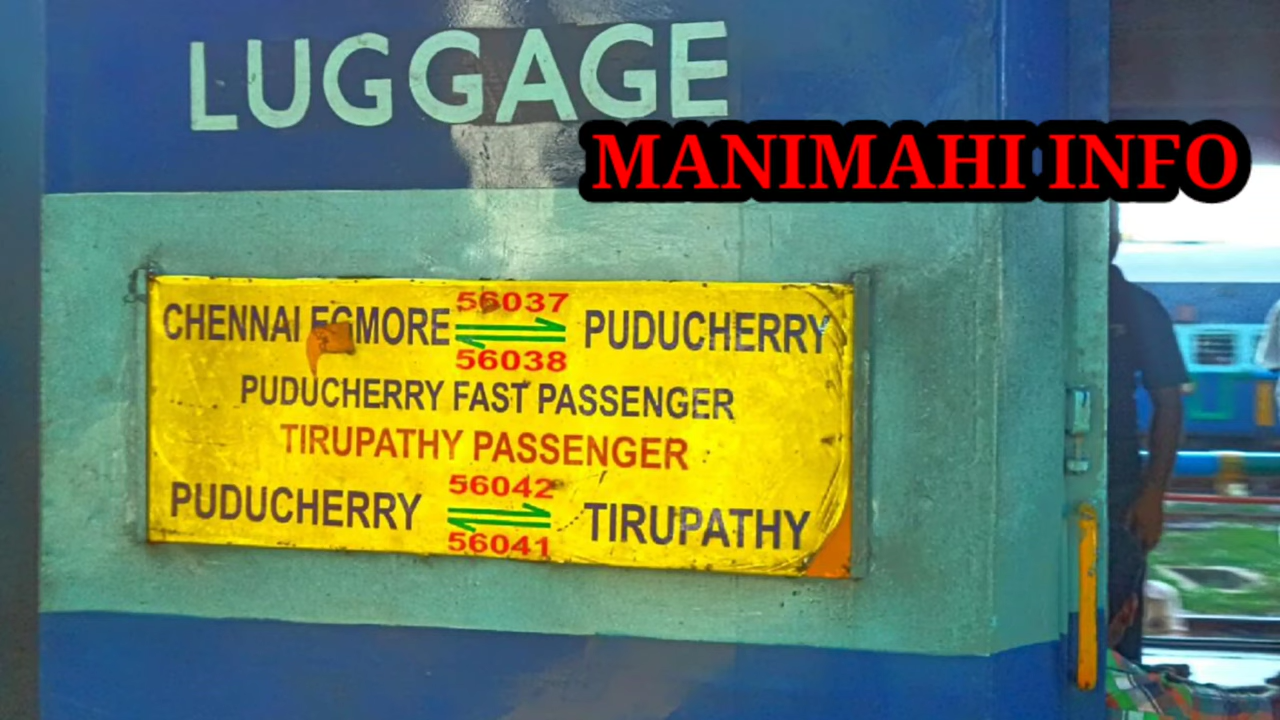 LUGGAGE
MANIMAHI INFO
56037
CHENNAI EGMORE PUDUCHERRY
56038
PUDUCHERRY FAST PASSENGER
TIRUPATHY PASSENGER
56042
PUDUCHERRY TIRUPATHY
56041